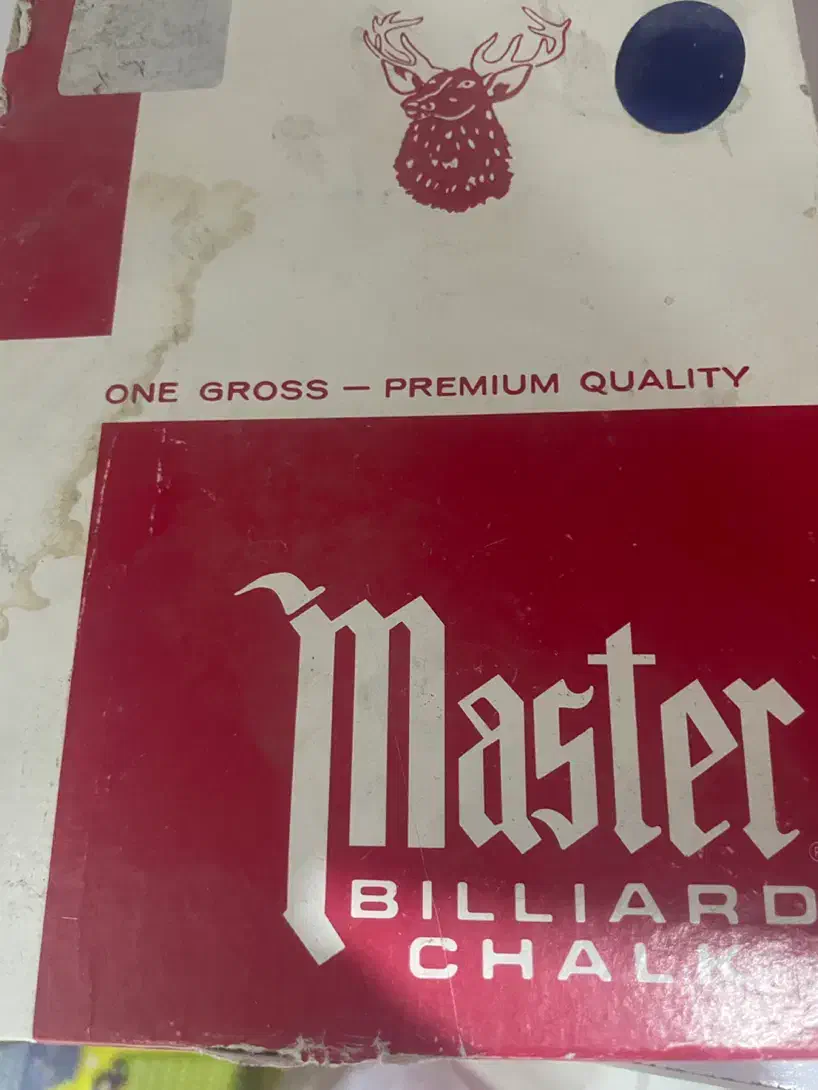 ONE GROSS — PREMIUM QUALITY
Master
BILLIARD
CHALK